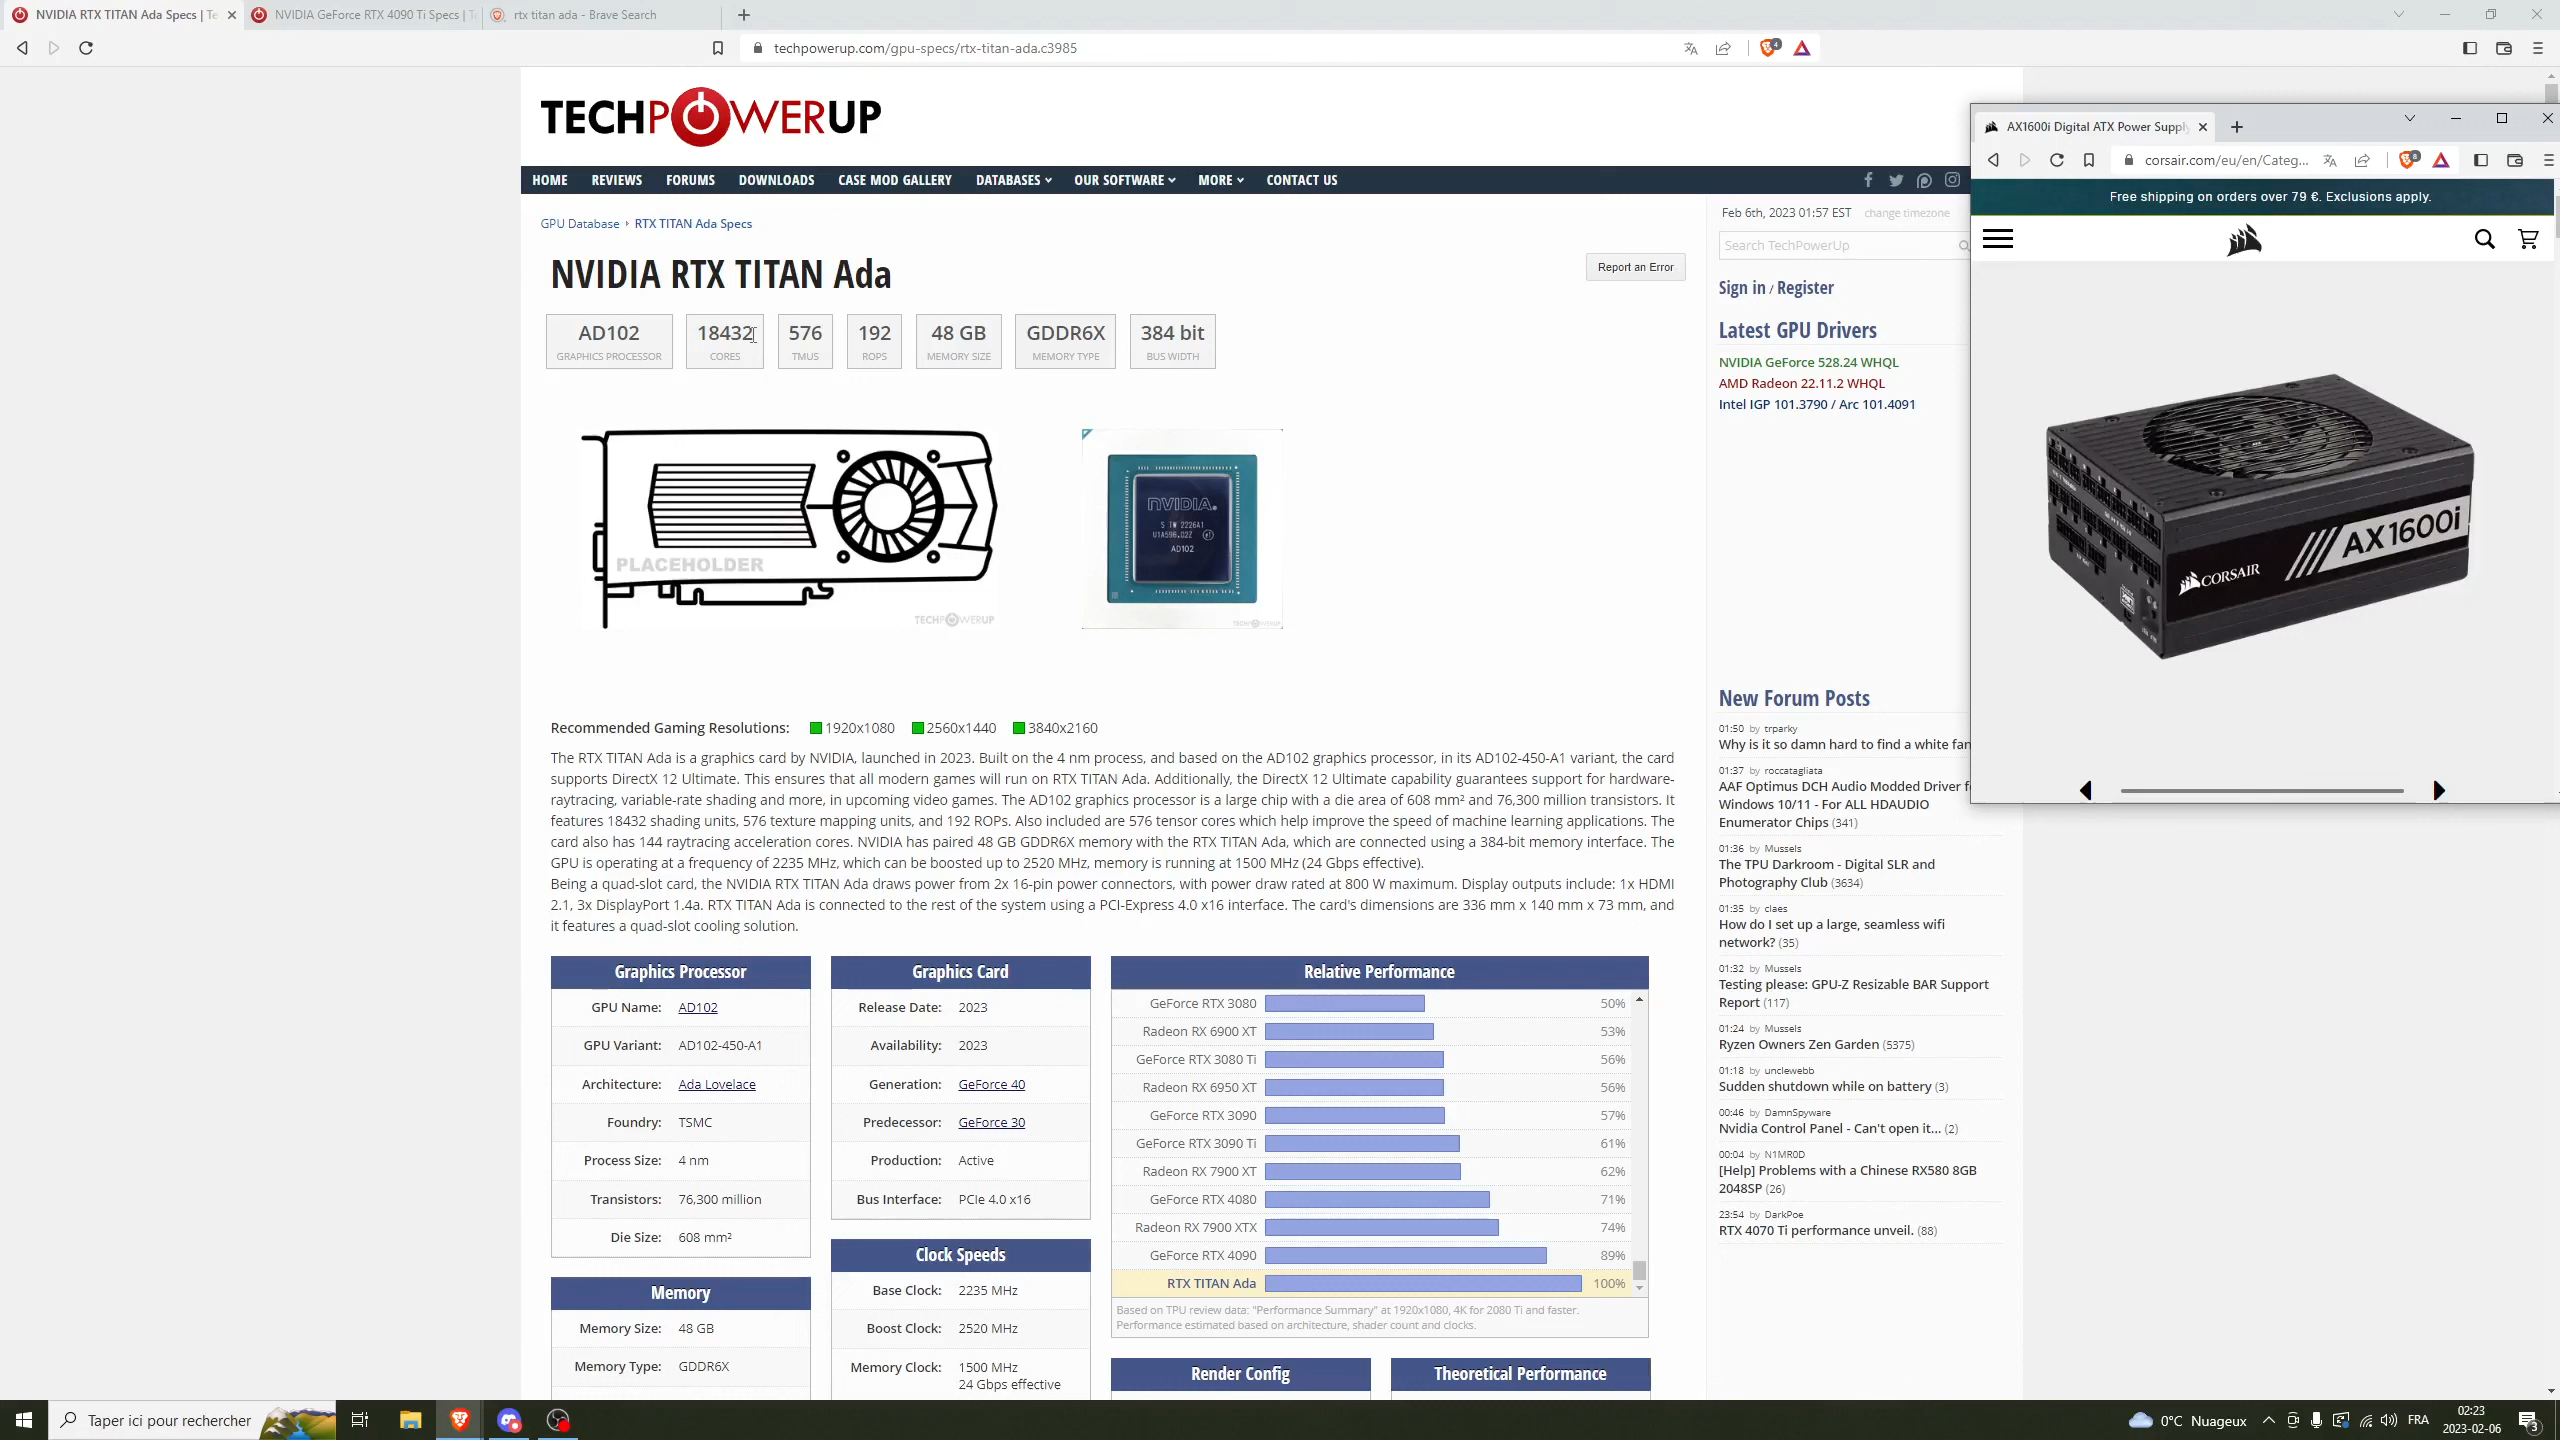 NVIDIA RTX TITAN Ada Specs | Te
NVIDIA GeForce RTX 4090 Ti Specs | T
rtx titan ada - Brave Search
techpowerup.com/gpu-specs/rtx-titan-ada.c3985
4
TECHPOWERUP
HOME REVIEWS FORUMS DOWNLOADS CASE MOD GALLERY DATABASES OUR SOFTWARE MORE CONTACT US
GPU Database RTX TITAN Ada Specs
NVIDIA RTX TITAN Ada
Report an Error
AD102 18432 576 192 48 GB GDDR6X 384 bit
GRAPHICS PROCESSOR CORES TMUS ROPS MEMORY SIZE MEMORY TYPE BUS WIDTH
PLACEHOLDER
TECHPOWERUP
NVIDIA.
S TW 2226A1
U1A596.02Z
AD102
TECHPOWERUP
Recommended Gaming Resolutions: 1920x1080 2560x1440 3840x2160
The RTX TITAN Ada is a graphics card by NVIDIA, launched in 2023. Built on the 4 nm process, and based on the AD102 graphics processor, in its AD102-450-A1 variant, the card
supports DirectX 12 Ultimate. This ensures that all modern games will run on RTX TITAN Ada. Additionally, the DirectX 12 Ultimate capability guarantees support for hardware-
raytracing, variable-rate shading and more, in upcoming video games. The AD102 graphics processor is a large chip with a die area of 608 mm² and 76,300 million transistors. It
features 18432 shading units, 576 texture mapping units, and 192 ROPs. Also included are 576 tensor cores which help improve the speed of machine learning applications. The
card also has 144 raytracing acceleration cores. NVIDIA has paired 48 GB GDDR6X memory with the RTX TITAN Ada, which are connected using a 384-bit memory interface. The
GPU is operating at a frequency of 2235 MHz, which can be boosted up to 2520 MHz, memory is running at 1500 MHz (24 Gbps effective).
Being a quad-slot card, the NVIDIA RTX TITAN Ada draws power from 2x 16-pin power connectors, with power draw rated at 800 W maximum. Display outputs include: 1x HDMI
2.1, 3x DisplayPort 1.4a. RTX TITAN Ada is connected to the rest of the system using a PCI-Express 4.0 x16 interface. The card's dimensions are 336 mm x 140 mm x 73 mm, and
it features a quad-slot cooling solution.
Graphics Processor
GPU Name: AD102
GPU Variant: AD102-450-A1
Architecture: Ada Lovelace
Foundry: TSMC
Process Size: 4 nm
Transistors: 76,300 million
Die Size: 608 mm²
Memory
Memory Size: 48 GB
Memory Type: GDDR6X
Graphics Card
Release Date: 2023
Availability: 2023
Generation: GeForce 40
Predecessor: GeForce 30
Production: Active
Bus Interface: PCIe 4.0 x16
Clock Speeds
Base Clock: 2235 MHz
Boost Clock: 2520 MHz
Memory Clock: 1500 MHz
24 Gbps effective
Relative Performance
GeForce RTX 3080 50%
Radeon RX 6900 XT 53%
GeForce RTX 3080 Ti 56%
Radeon RX 6950 XT 56%
GeForce RTX 3090 57%
GeForce RTX 3090 Ti 61%
Radeon RX 7900 XT 62%
GeForce RTX 4080 71%
Radeon RX 7900 XTX 74%
GeForce RTX 4090 89%
RTX TITAN Ada 100%
Based on TPU review data: "Performance Summary" at 1920x1080, 4K for 2080 Ti and faster.
Performance estimated based on architecture, shader count and clocks.
Render Config
Theoretical Performance
Feb 6th, 2023 01:57 EST change timezone
Search TechPowerUp
Sign in / Register
Latest GPU Drivers
NVIDIA GeForce 528.24 WHQL
AMD Radeon 22.11.2 WHQL
Intel IGP 101.3790 / Arc 101.4091
New Forum Posts
01:50 by trparky
Why is it so damn hard to find a white fan
01:37 by roccatagliata
AAF Optimus DCH Audio Modded Driver f
Windows 10/11 - For ALL HDAUDIO
Enumerator Chips (341)
01:36 by Mussels
The TPU Darkroom - Digital SLR and
Photography Club (3634)
01:35 by claes
How do I set up a large, seamless wifi
network? (35)
01:32 by Mussels
Testing please: GPU-Z Resizable BAR Support
Report (117)
01:24 by Mussels
Ryzen Owners Zen Garden (5375)
01:18 by unclewebb
Sudden shutdown while on battery (3)
00:46 by DamnSpyware
Nvidia Control Panel - Can't open it... (2)
00:04 by N1MR0D
[Help] Problems with a Chinese RX580 8GB
2048SP (26)
23:54 by DarkPoe
RTX 4070 Ti performance unveil. (88)
AX1600i Digital ATX Power Supply
corsair.com/eu/en/Categ...
8
Free shipping on orders over 79 €. Exclusions apply.
AX1600i
CORSAIR
Taper ici pour rechercher
0°C Nuageux
FRA
02:23
2023-02-06
3